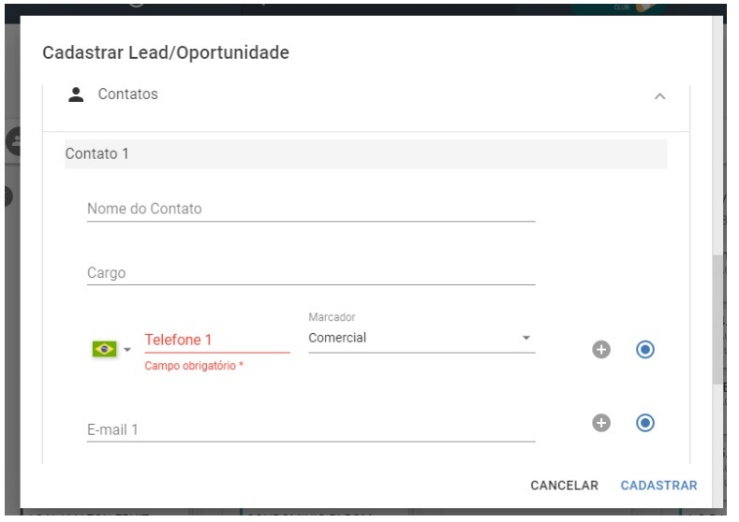 CLUB
Cadastrar Lead/Oportunidade
Contatos
Contato 1
Nome do Contato
Cargo
Marcador
Telefone 1
Comercial
Campo obrigatório *
E-mail 1
CANCELAR
CADASTRAR